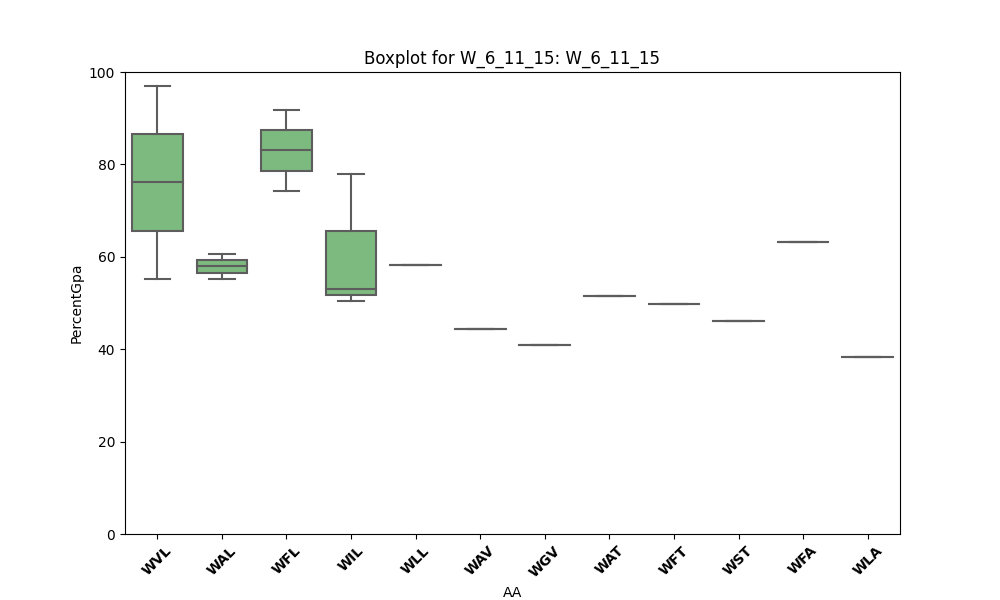 Boxplot for W_6_11_15: W_6_11_15
100
80
60
40
20
0
PercentGpa
WVL
WAL
WFL
WIL
WLL
WAV
WGV
WAT
WFT
WST
WFA
WLA
AA